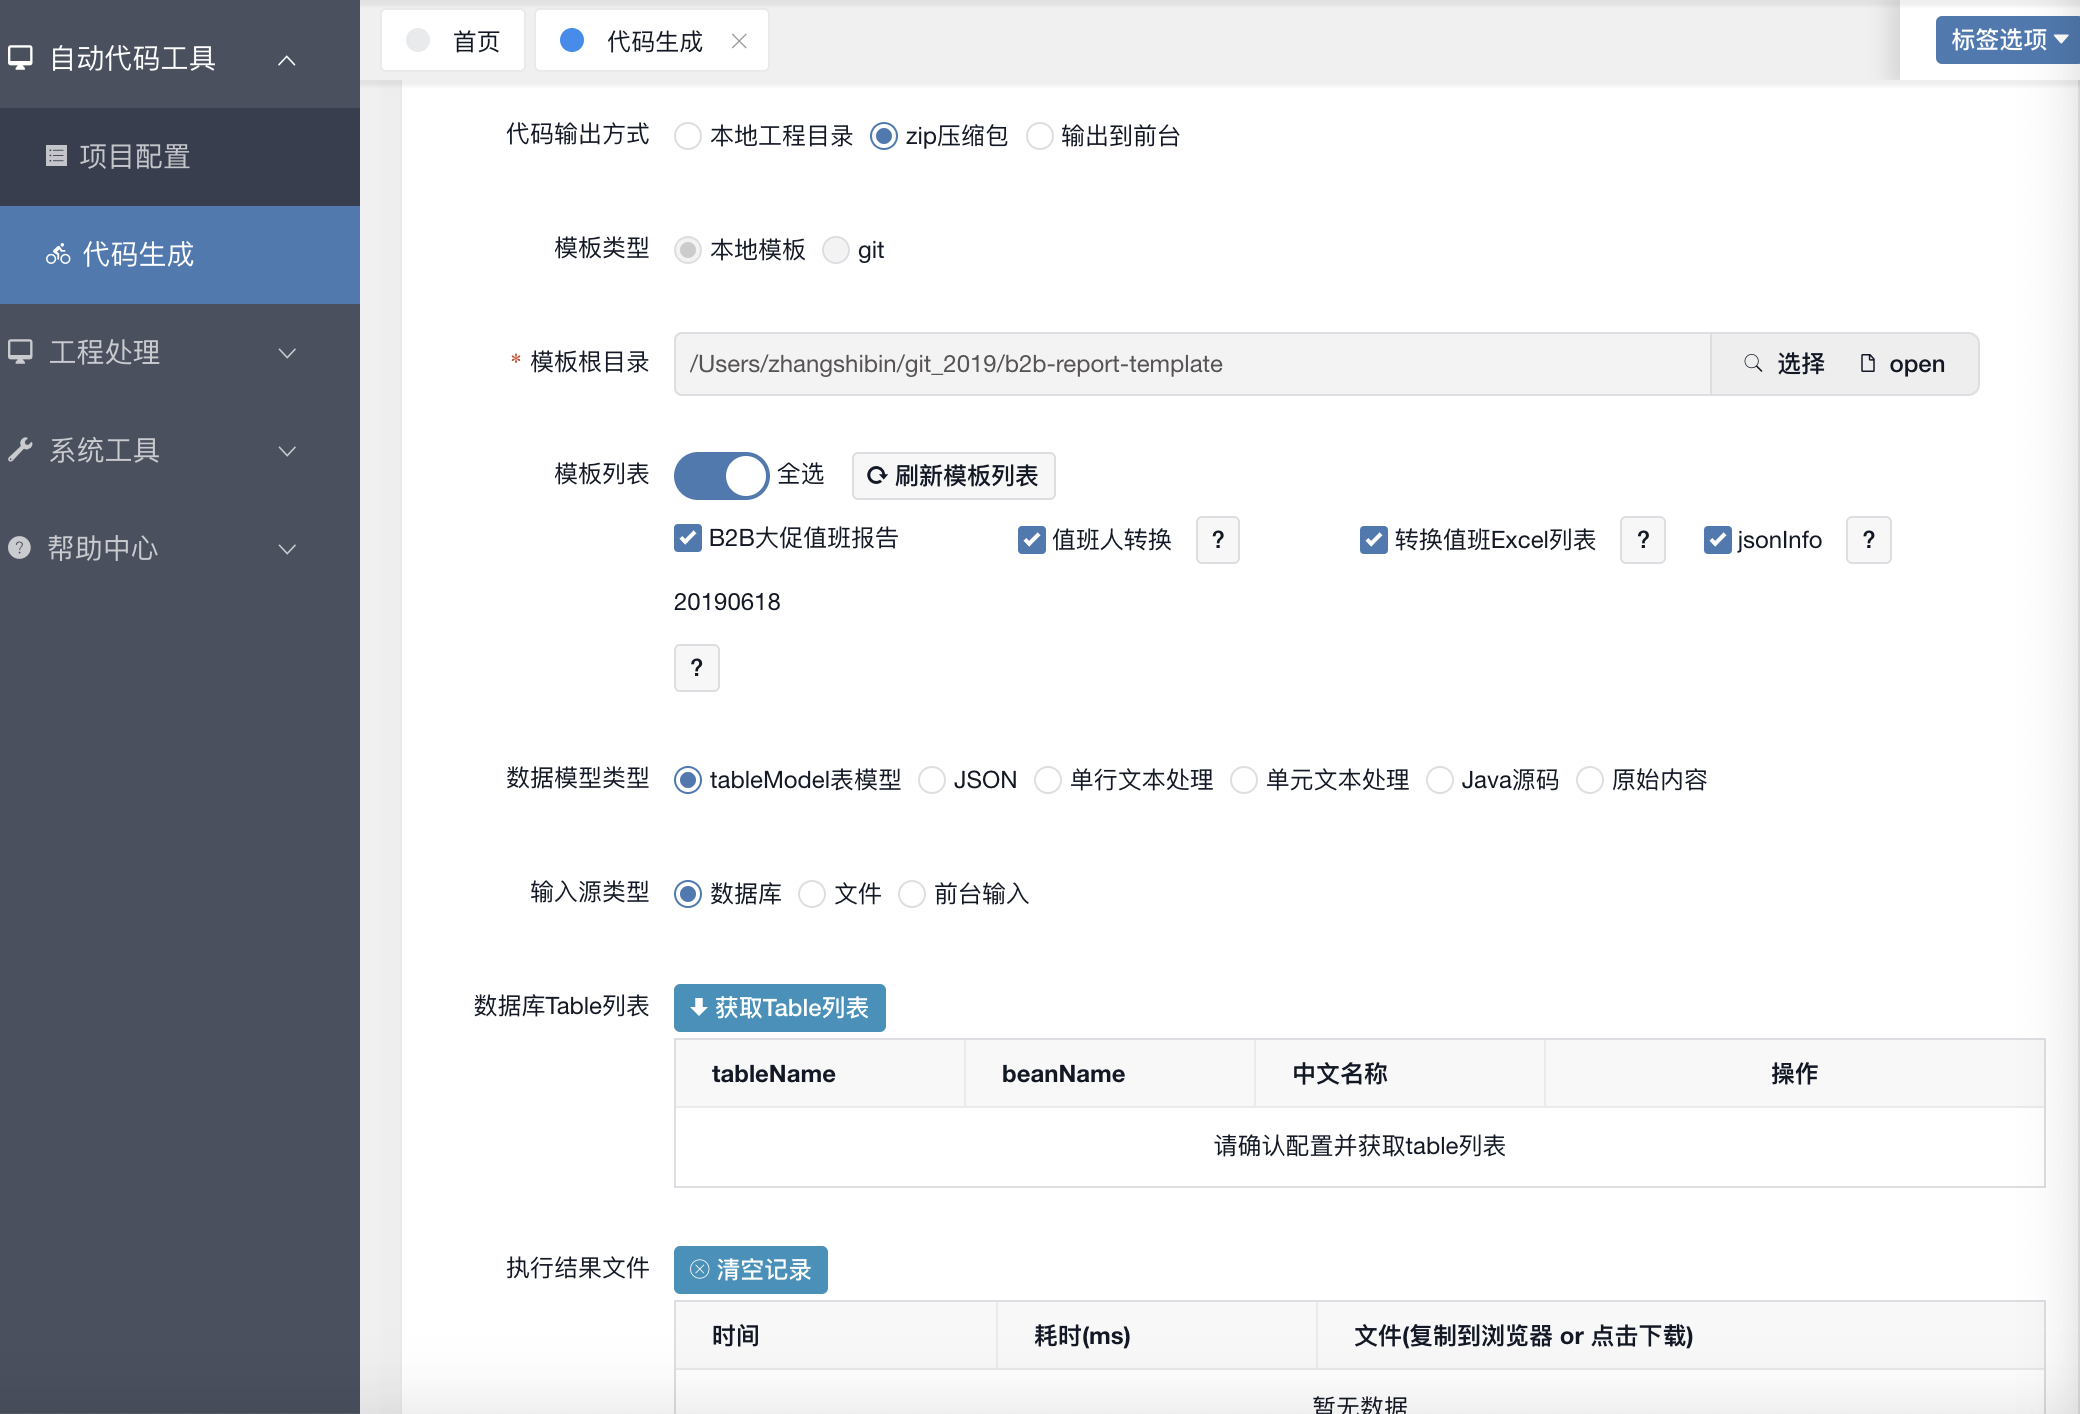 自动代码工具
项目配置
代码生成
工程处理
系统工具
帮助中心
首页 代码生成 标签选项
代码输出方式 本地工程目录 zip压缩包 输出到前台
模板类型 本地模板 git
* 模板根目录 /Users/zhangshibin/git_2019/b2b-report-template 选择 open
模板列表 全选 刷新模板列表
B2B大促值班报告 值班人转换 ? 转换值班Excel列表 ? jsonInfo ?
20190618
?
数据模型类型 tableModel表模型 JSON 单行文本处理 单元文本处理 Java源码 原始内容
输入源类型 数据库 文件 前台输入
数据库Table列表 获取Table列表
tableName beanName 中文名称 操作
请确认配置并获取table列表
执行结果文件 清空记录
时间 耗时(ms) 文件(复制到浏览器 or 点击下载)
暂无数据